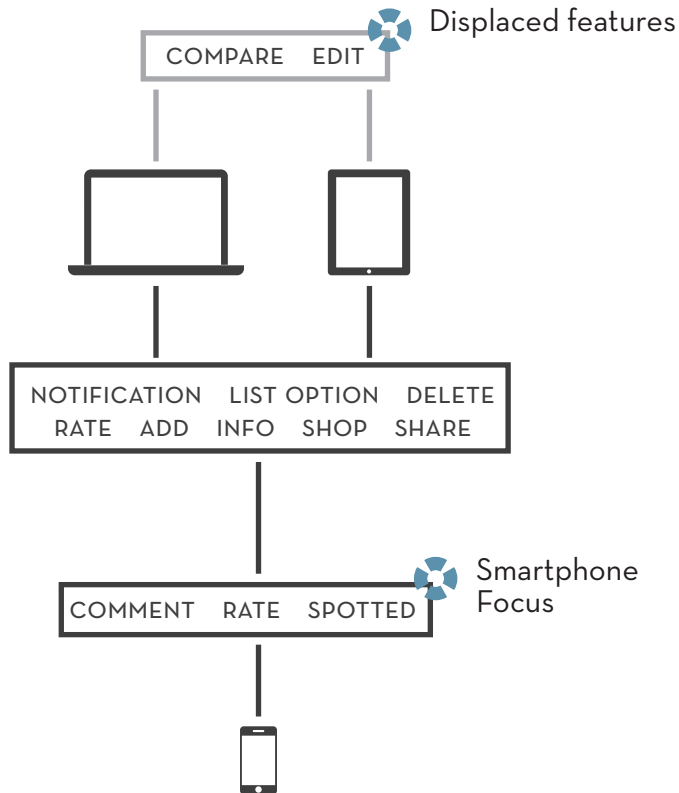 Displaced features
COMPARE EDIT
NOTIFICATION LIST OPTION DELETE
RATE ADD INFO SHOP SHARE
Smartphone
Focus
COMMENT RATE SPOTTED